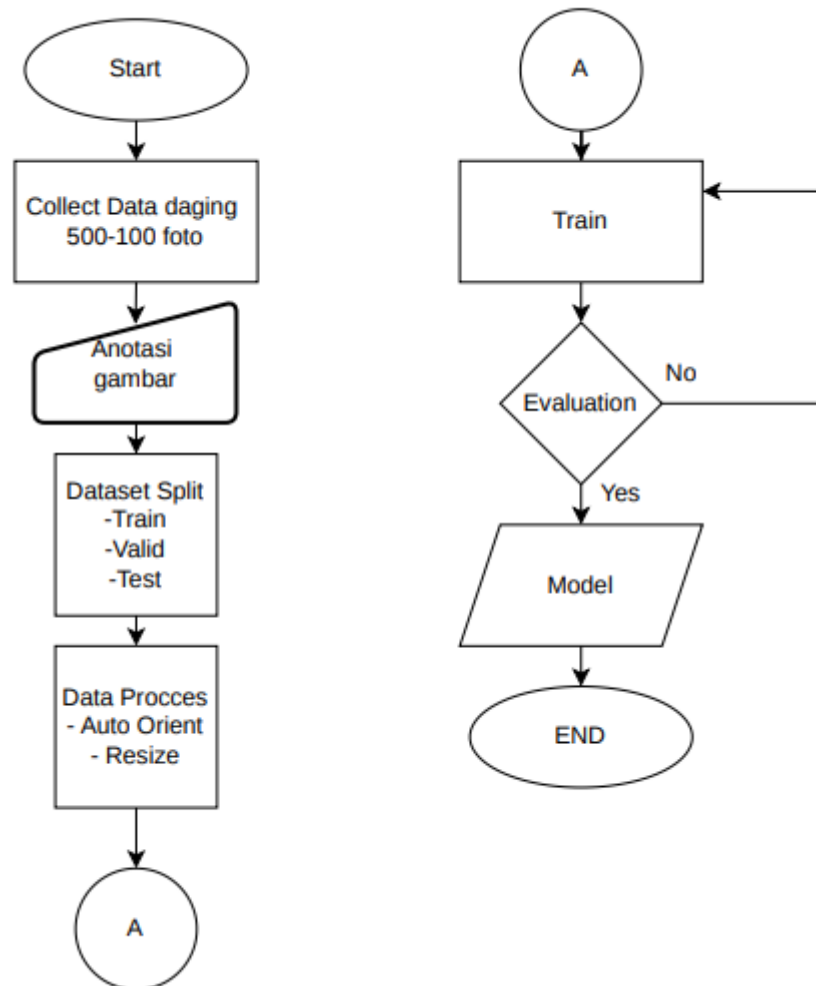 Start
Collect Data daging
500-100 foto
Anotasi
gambar
Dataset Split
-Train
-Valid
-Test
Data Procces
- Auto Orient
- Resize
A
A
Train
Evaluation
No
Yes
Model
END